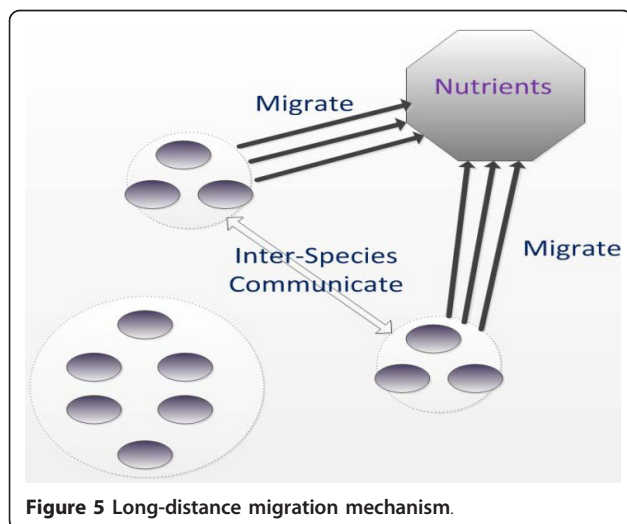 Nutrients
Migrate
Inter-Species
Communicate
Migrate
Figure 5 Long-distance migration mechanism.